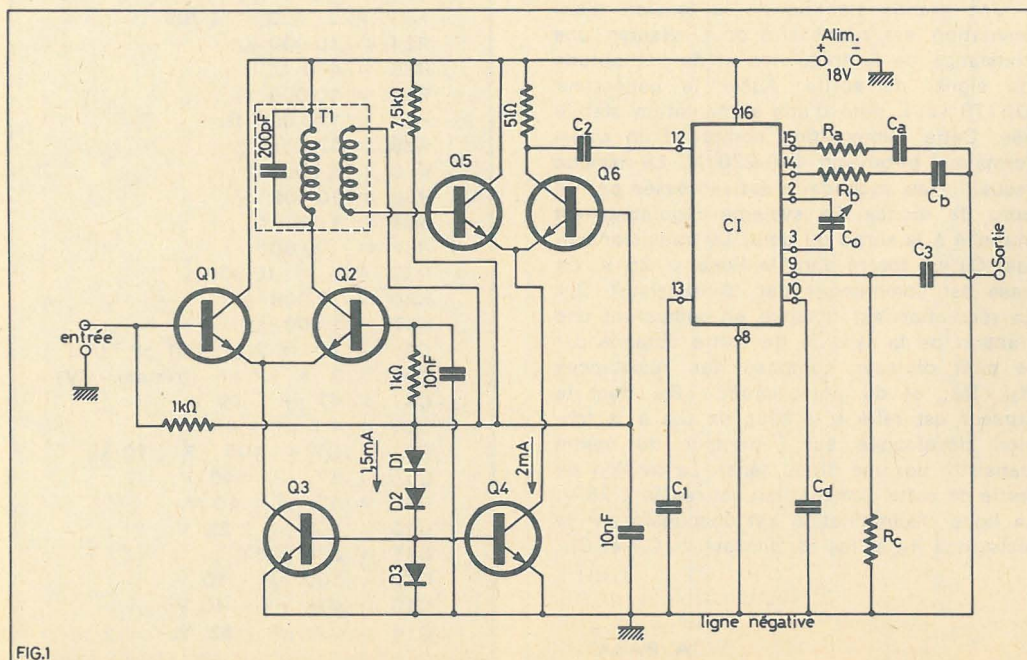 Alim.
+ -
18V
200pF
T1
7,5kΩ
51Ω
C2
12
16
15
Ra
Ca
14
Rb
Cb
2
Q5
Q6
CI
3
Co
9
C3
Sortie
13
10
8
Q1
Q2
entrée
1kΩ
10nF
1kΩ
1,5mA
D1
D2
2mA
Q3
Q4
D3
10nF
C1
Cd
Rc
ligne négative
FIG.1